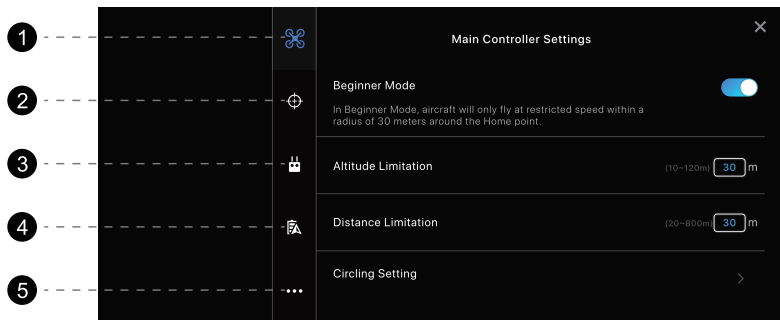 1
Main Controller Settings
Beginner Mode
In Beginner Mode, aircraft will only fly at restricted speed within a
radius of 30 meters around the Home point.
2
3
Altitude Limitation
(10~120m) 30 m
4
Distance Limitation
(20~800m) 30 m
Circling Setting
5